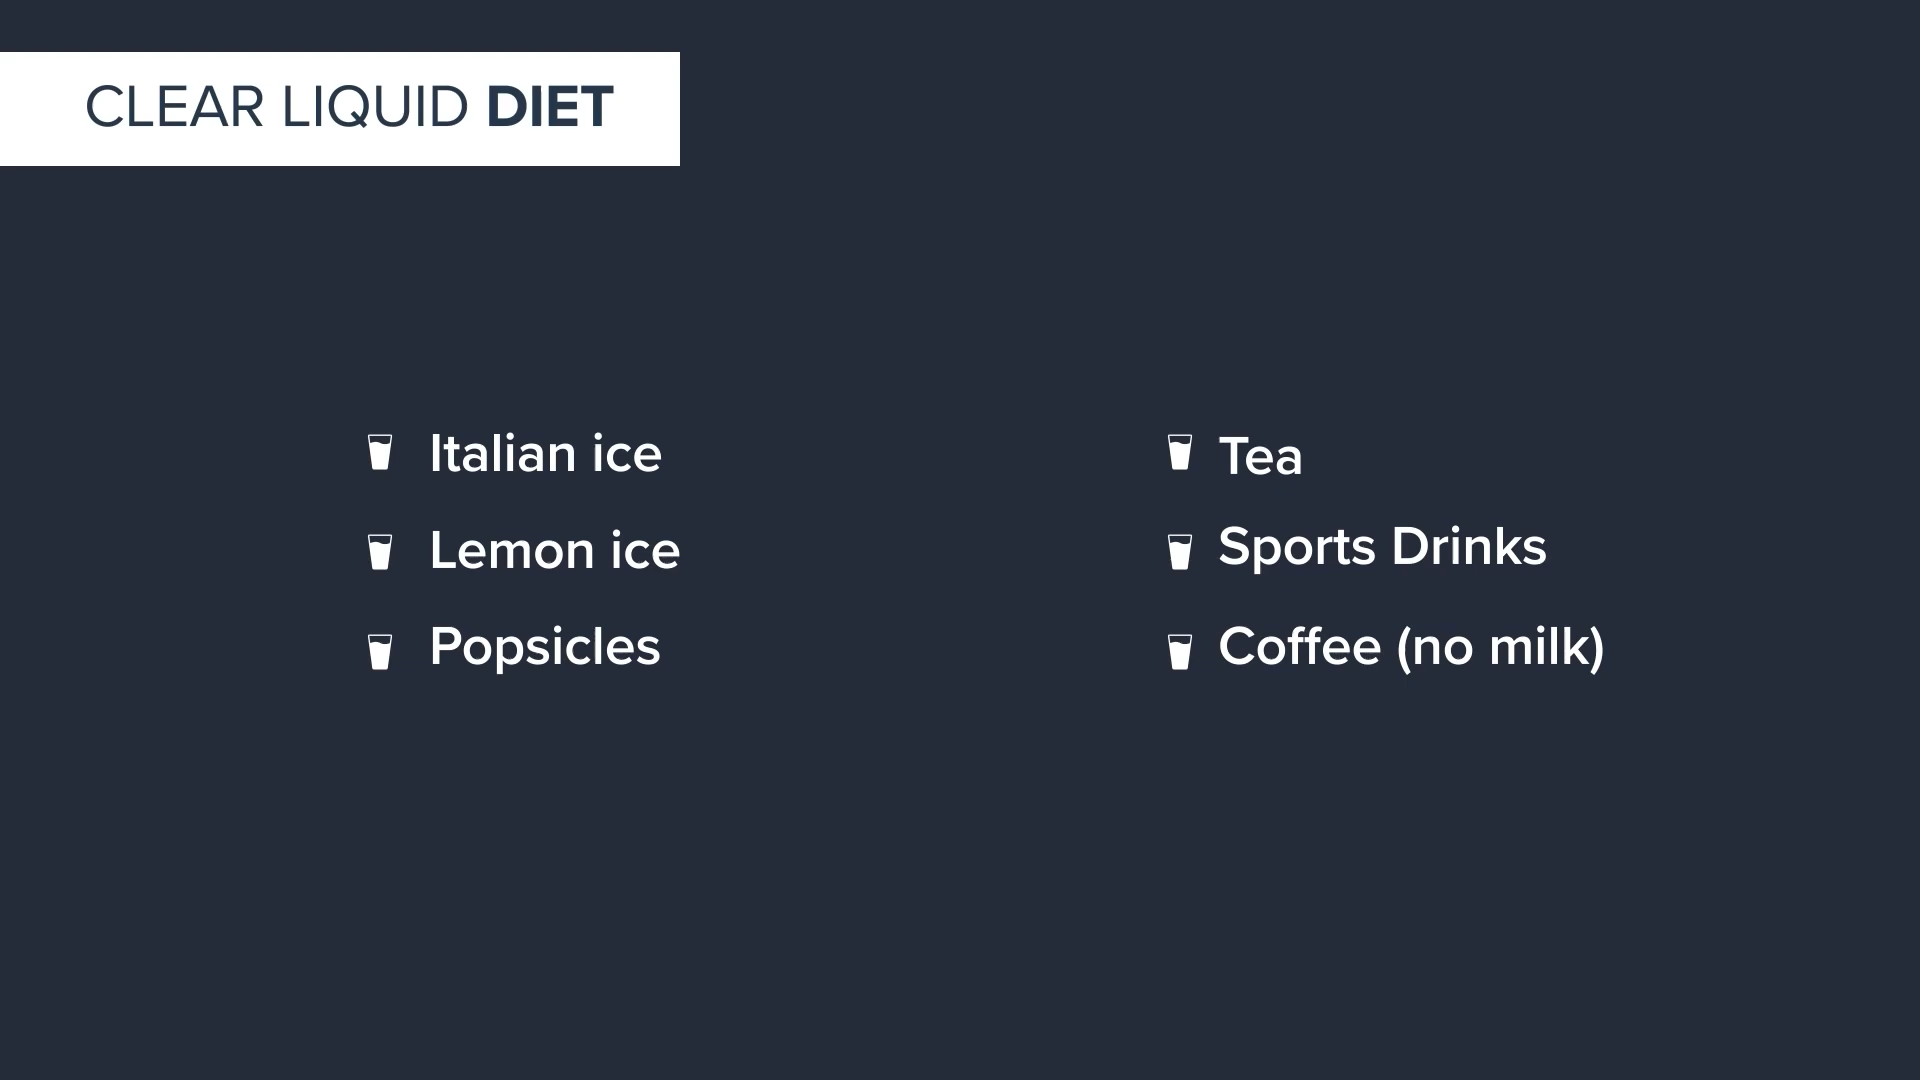 CLEAR LIQUID DIET
Italian ice
Lemon ice
Popsicles
Tea
Sports Drinks
Coffee (no milk)